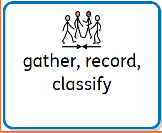 gather, record,
classify